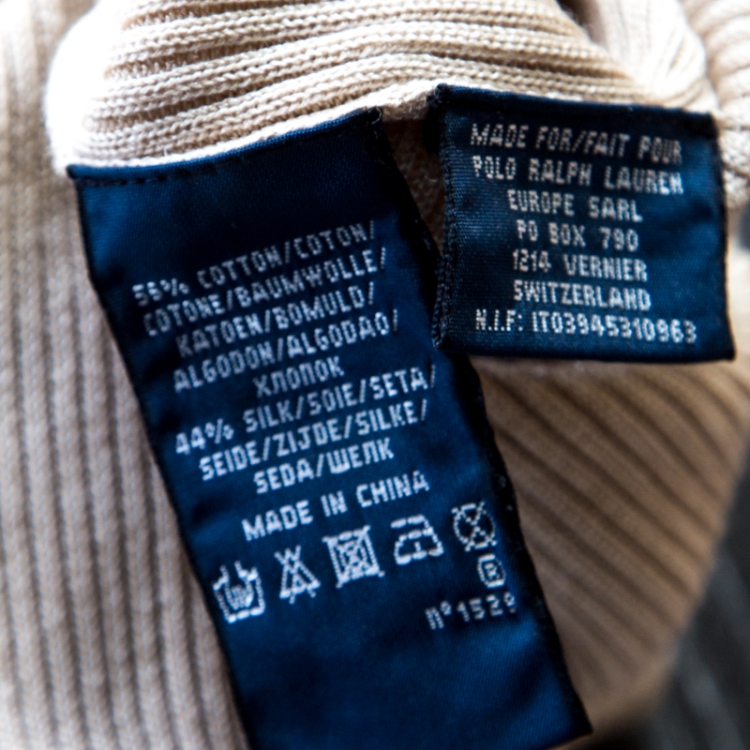 56% COTTON/COTON/
COTONE/BAUMWOLLE/
KATOEN/BOMULD/
ALGODON/ALGODAO/
ХЛОПОК
44% SILK/SOIE/SETA/
SEIDE/ZIJDE/SILKE/
SEDA/ШЕЛК
MADE IN CHINA
R
n° 1529
MADE FOR/FAIT POUR
POLO RALPH LAUREN
EUROPE SARL
PO BOX 790
1214 VERNIER
SWITZERLAND
N.I.F: IT03945310963